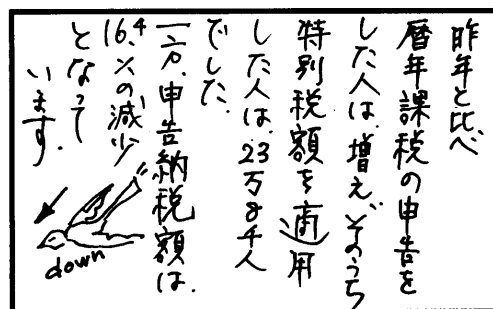 昨年と比べ
暦年課税の申告を
した人は、増え、そのうち
特別税額を適用
した人は、23万8千人
でした。
一方、申告納税額は、
16.4％の減少
となって
います。
down